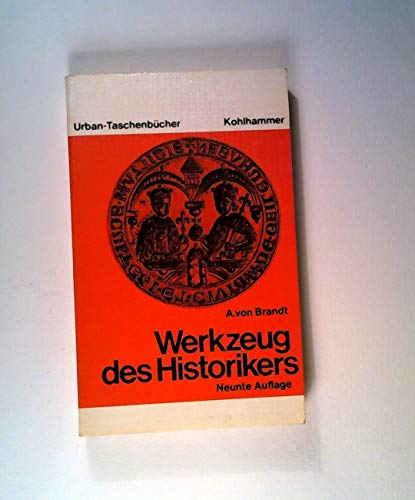 Urban-Taschenbücher Kohlhammer
A.von Brandt
Werkzeug
des Historikers
Neunte Auflage